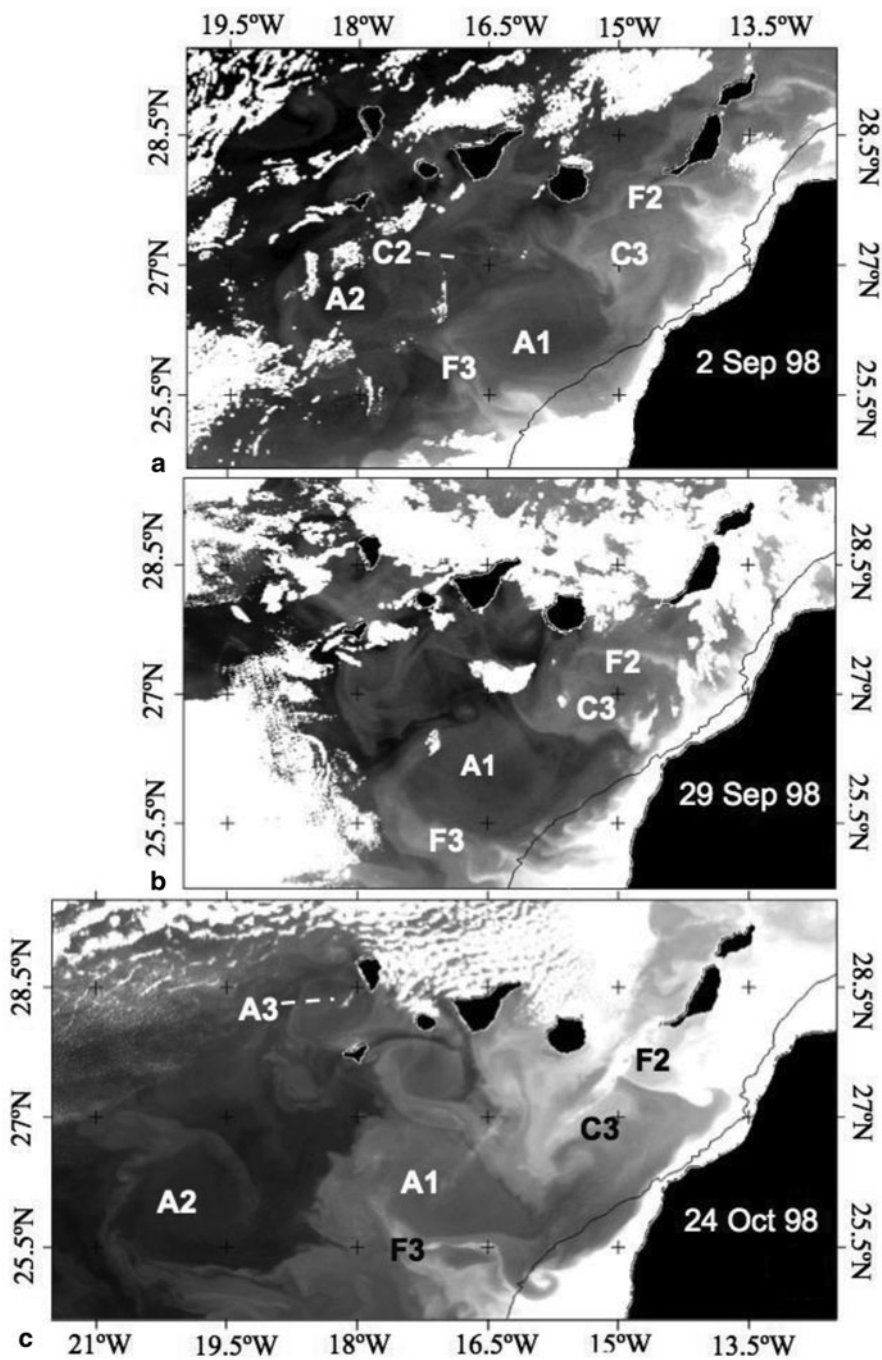 19.5ºW 18ºW 16.5ºW 15ºW 13.5ºW
28.5ºN 28.5ºN
F2
C2 C3
27ºN 27ºN
A2
A1
F3 2 Sep 98
25.5ºN 25.5ºN
a
28.5ºN 28.5ºN
F2
27ºN C3 27ºN
A1
29 Sep 98
F3
25.5ºN 25.5ºN
b
28.5ºN 28.5ºN
A3
F2
27ºN C3 27ºN
A2 A1
24 Oct 98
25.5ºN F3 25.5ºN
c
21ºW 19.5ºW 18ºW 16.5ºW 15ºW 13.5ºW